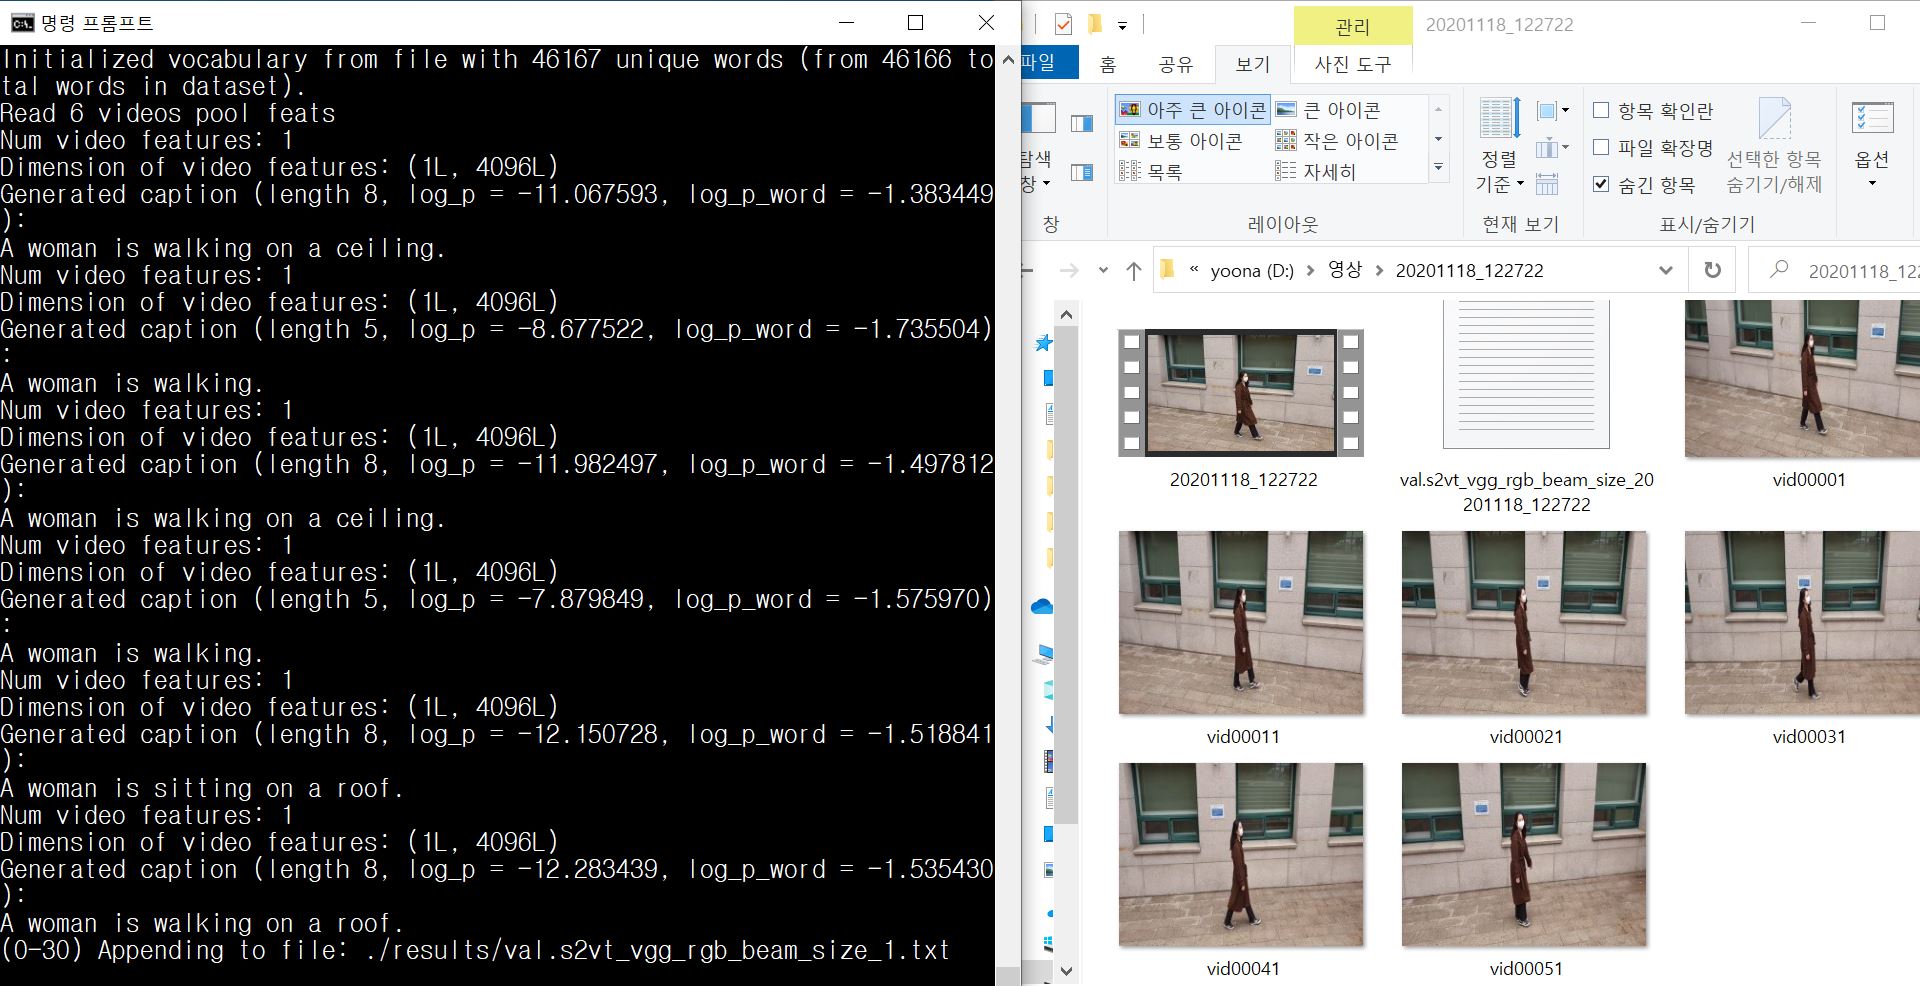 명령 프롬프트
Initialized vocabulary from file with 46167 unique words (from 46166 to
tal words in dataset).
Read 6 videos pool feats
Num video features: 1
Dimension of video features: (1L, 4096L)
Generated caption (length 8, log_p = -11.067593, log_p_word = -1.383449
):
A woman is walking on a ceiling.
Num video features: 1
Dimension of video features: (1L, 4096L)
Generated caption (length 5, log_p = -8.677522, log_p_word = -1.735504)
:
A woman is walking.
Num video features: 1
Dimension of video features: (1L, 4096L)
Generated caption (length 8, log_p = -11.982497, log_p_word = -1.497812
):
A woman is walking on a ceiling.
Num video features: 1
Dimension of video features: (1L, 4096L)
Generated caption (length 5, log_p = -7.879849, log_p_word = -1.575970)
:
A woman is walking.
Num video features: 1
Dimension of video features: (1L, 4096L)
Generated caption (length 8, log_p = -12.150728, log_p_word = -1.518841
):
A woman is sitting on a roof.
Num video features: 1
Dimension of video features: (1L, 4096L)
Generated caption (length 8, log_p = -12.283439, log_p_word = -1.535430
):
A woman is walking on a roof.
(0-30) Appending to file: ./results/val.s2vt_vgg_rgb_beam_size_1.txt
관리
20201118_122722
파일 홈 공유 보기 사진 도구
아주 큰 아이콘 큰 아이콘
보통 아이콘 작은 아이콘
목록 자세히
탐색
창
정렬
기준
항목 확인란
파일 확장명
숨긴 항목
선택한 항목
숨기기/해제
옵션
창 레이아웃 현재 보기 표시/숨기기
« yoona (D:) > 영상 > 20201118_122722
20201118_12
20201118_122722
val.s2vt_vgg_rgb_beam_size_20
201118_122722
vid00001
vid00011 vid00021 vid00031
vid00041 vid00051